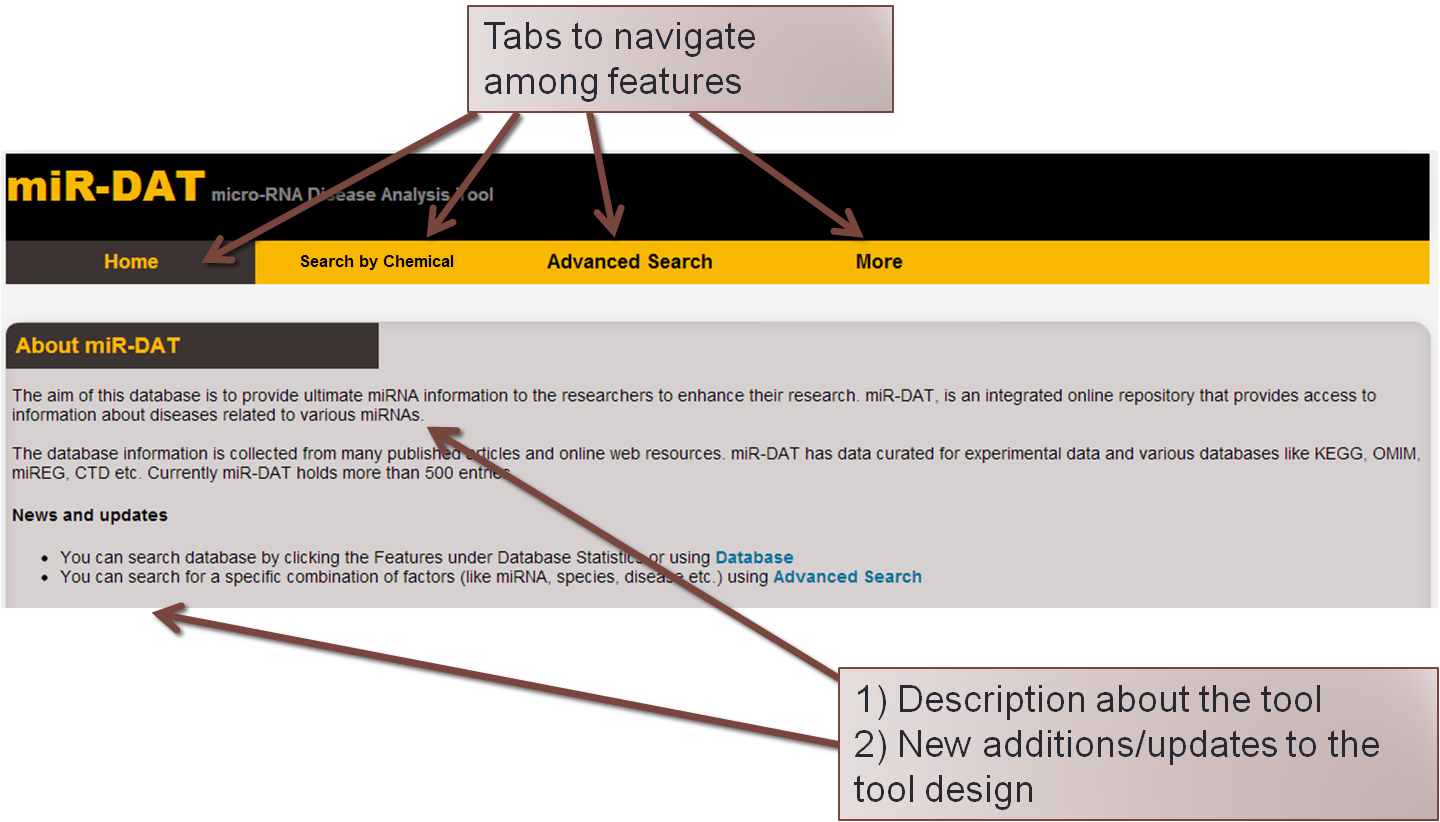 Tabs to navigate
among features
miR-DAT micro-RNA Disease Analysis Tool
Home Search by Chemical Advanced Search More
About miR-DAT
The aim of this database is to provide ultimate miRNA information to the researchers to enhance their research. miR-DAT, is an integrated online repository that provides access to
information about diseases related to various miRNAs.
The database information is collected from many published articles and online web resources. miR-DAT has data curated for experimental data and various databases like KEGG, OMIM,
miREG, CTD etc. Currently miR-DAT holds more than 500 entries.
News and updates
• You can search database by clicking the Features under Database Statistics or using Database
• You can search for a specific combination of factors (like miRNA, species, disease etc.) using Advanced Search
1) Description about the tool
2) New additions/updates to the
tool design